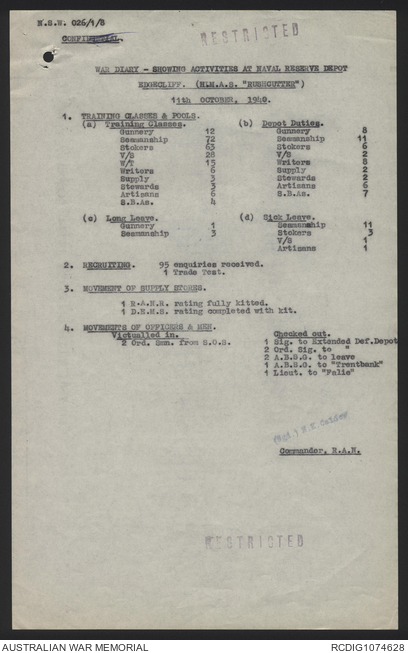 N.S.W. 026/1/8
CONFIDENTIAL.
RESTRICTED
WAR DIARY - SHOWING ACTIVITIES AT NAVAL RESERVE DEPOT
EDGECLIFF. (H.M.A.S. "RUSHCUTTER")
11th OCTOBER, 1940.
1. TRAINING CLASSES & POOLS.
(a) Training Classes. (b) Depot Duties.
Gunnery 12 Gunnery 8
Seamanship 72 Seamanship 11
Stokers 63 Stokers 6
V/S 28 V/S 2
W/T 15 Writers 8
Writers 6 Supply 2
Supply 3 Stewards 2
Stewards 3 Artisans 6
Artisans 6 S.B.As. 7
S.B.As. 4
(c) Long Leave. (d) Sick Leave.
Gunnery 1 Seamanship 11
Seamanship 3 Stokers 3
V/S 1
Artisans 1
2. RECRUITING. 95 enquiries received.
1 Trade Test.
3. MOVEMENT OF SUPPLY STORES.
1 R.A.N.R. rating fully kitted.
1 D.E.M.S. rating completed with kit.
4. MOVEMENTS OF OFFICERS & MEN.
Victualled in. Checked out.
2 Ord. Smn. from S.O.S. 1 Sig. to Extended Def.Depot
2 Ord. Sig. to "
2 A.B.S.G. to leave
1 A.B.S.G. to "Trentbank"
1 Lieut. to "Falie"
(Sgd.) H.E. Calder
Commander, R.A.N.
RESTRICTED
AUSTRALIAN WAR MEMORIAL RCDIG1074628